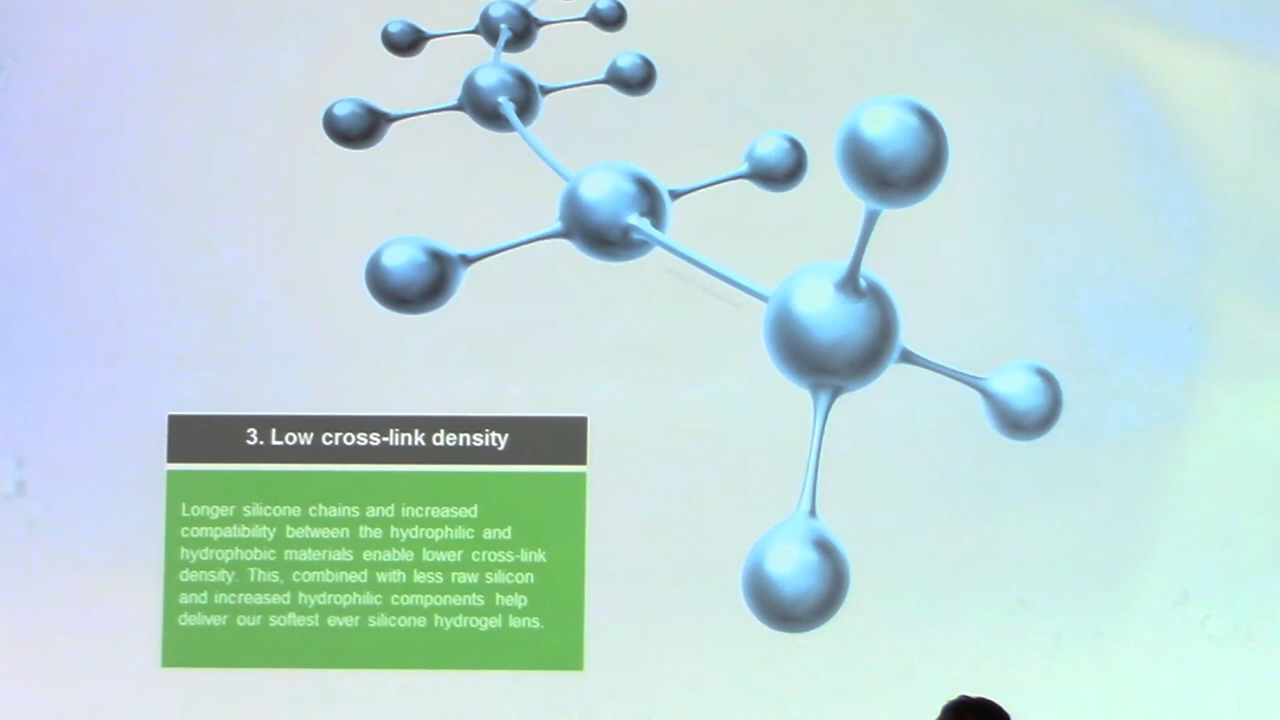 3. Low cross-link density
Longer silicone chains and increased
compatibility between the hydrophilic and
hydrophobic materials enable lower cross-link
density. This, combined with less raw silicon
and increased hydrophilic components help
deliver our softest ever silicone hydrogel lens.